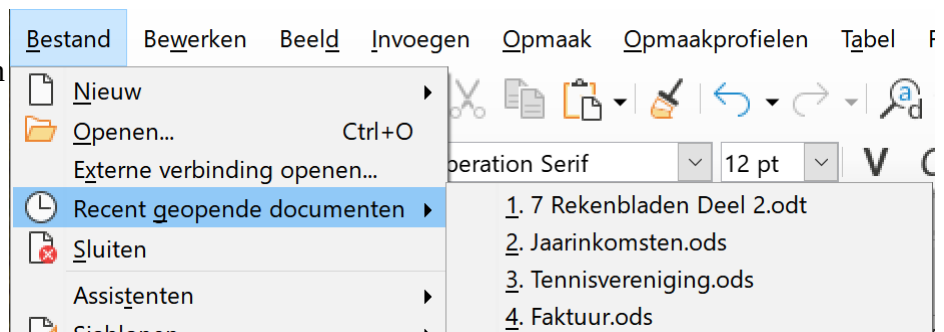 Bestand Bewerken Beeld Invoegen Opmaak Opmaakprofielen Tabel
Nieuw
Openen... Ctrl+O
Externe verbinding openen...
Serif 12 pt V
Recent geopende documenten
1. 7 Rekenbladen Deel 2.odt
2. Jaarinkomsten.ods
Sluiten
3. Tennisvereniging.ods
Assistenten
4. Faktuur.ods